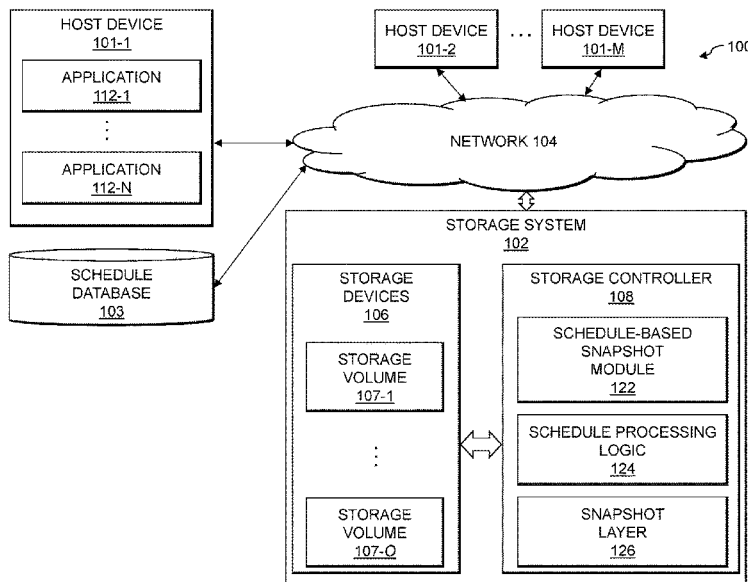 HOST DEVICE
101-1
APPLICATION
112-1
APPLICATION
112-N
HOST DEVICE
101-2
...
HOST DEVICE
101-M
100
NETWORK 104
SCHEDULE
DATABASE
103
STORAGE SYSTEM
102
STORAGE
DEVICES
106
STORAGE
VOLUME
107-1
STORAGE
VOLUME
107-O
STORAGE CONTROLLER
108
SCHEDULE-BASED
SNAPSHOT
MODULE
122
SCHEDULE PROCESSING
LOGIC
124
SNAPSHOT
LAYER
126